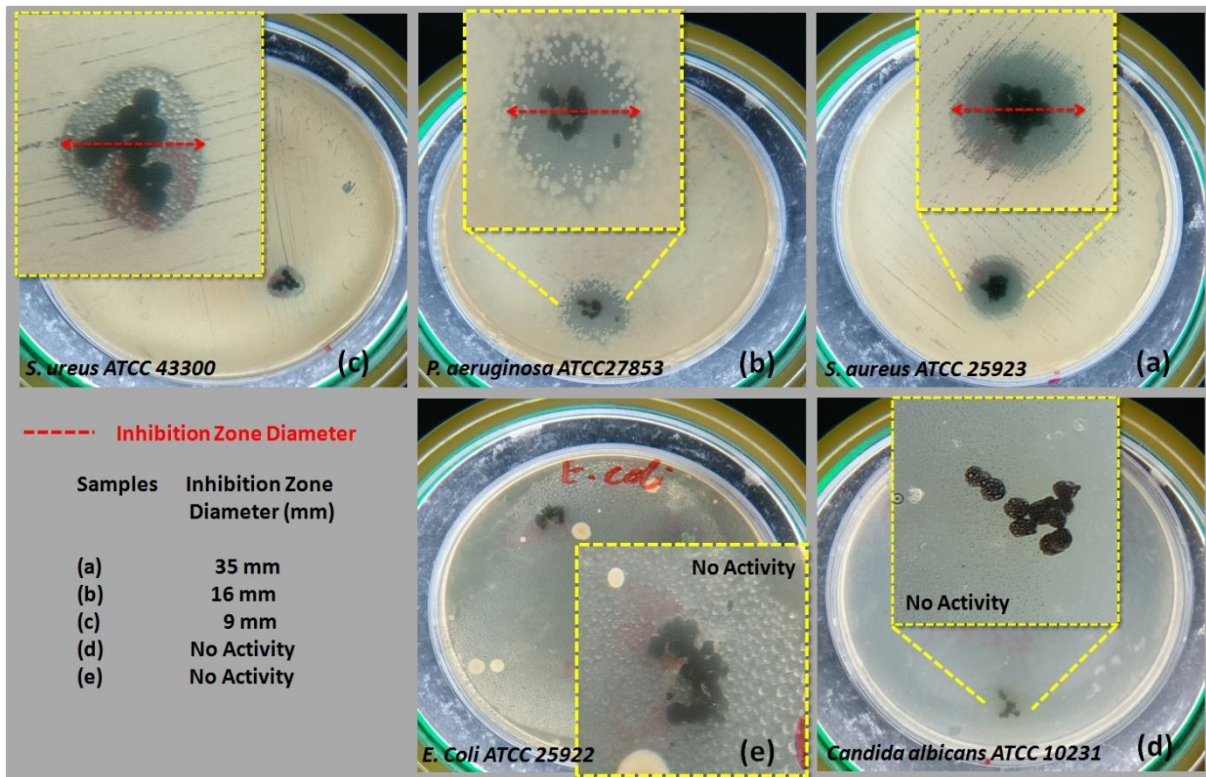 S. ureus ATCC 43300
(c)
P. aeruginosa ATCC27853
(b)
S. aureus ATCC 25923
(a)
Inhibition Zone Diameter
Samples Inhibition Zone
Diameter (mm)
(a) 35 mm
(b) 16 mm
(c) 9 mm
(d) No Activity
(e) No Activity
E. coli
No Activity
E. Coli ATCC 25922
(e)
No Activity
Candida albicans ATCC 10231
(d)